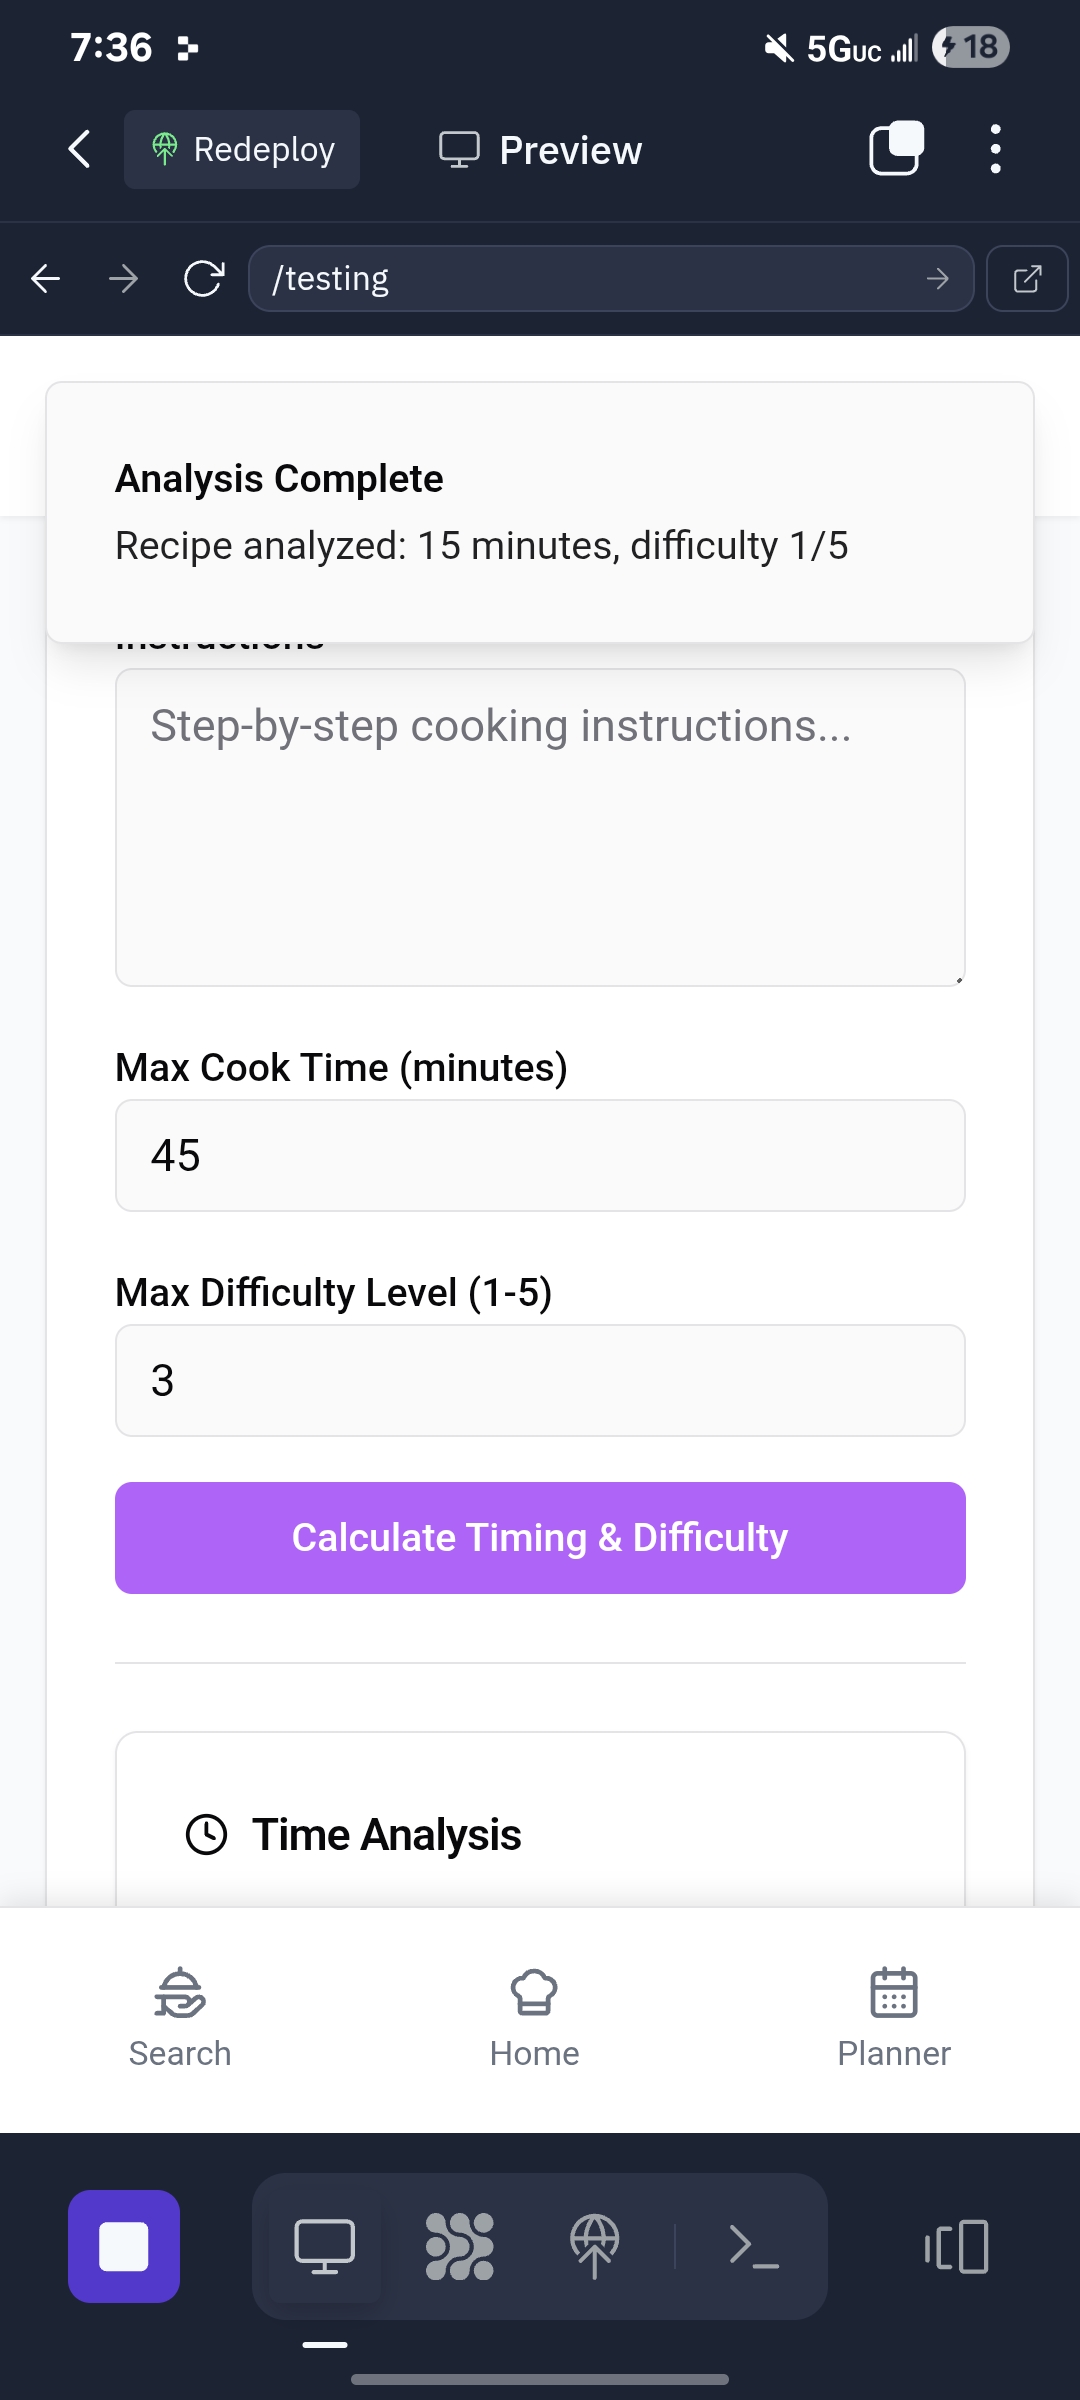 7:36
5GUC
18
Redeploy
Preview
/testing
Analysis Complete
Recipe analyzed: 15 minutes, difficulty 1/5
Instructions
Step-by-step cooking instructions...
Max Cook Time (minutes)
45
Max Difficulty Level (1-5)
3
Calculate Timing & Difficulty
Time Analysis
Search
Home
Planner